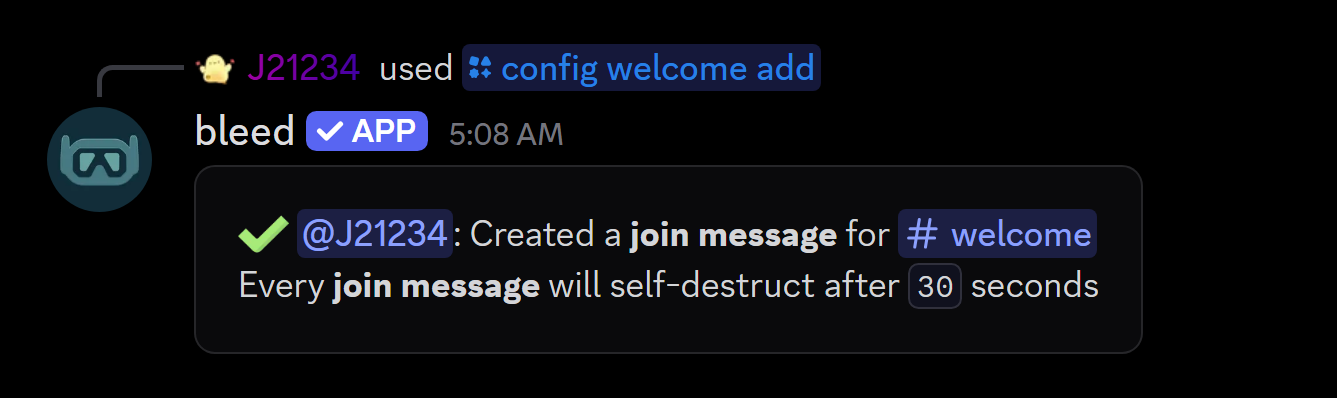 J21234 used config welcome add
bleed APP 5:08 AM
@J21234: Created a join message for # welcome
Every join message will self-destruct after 30 seconds